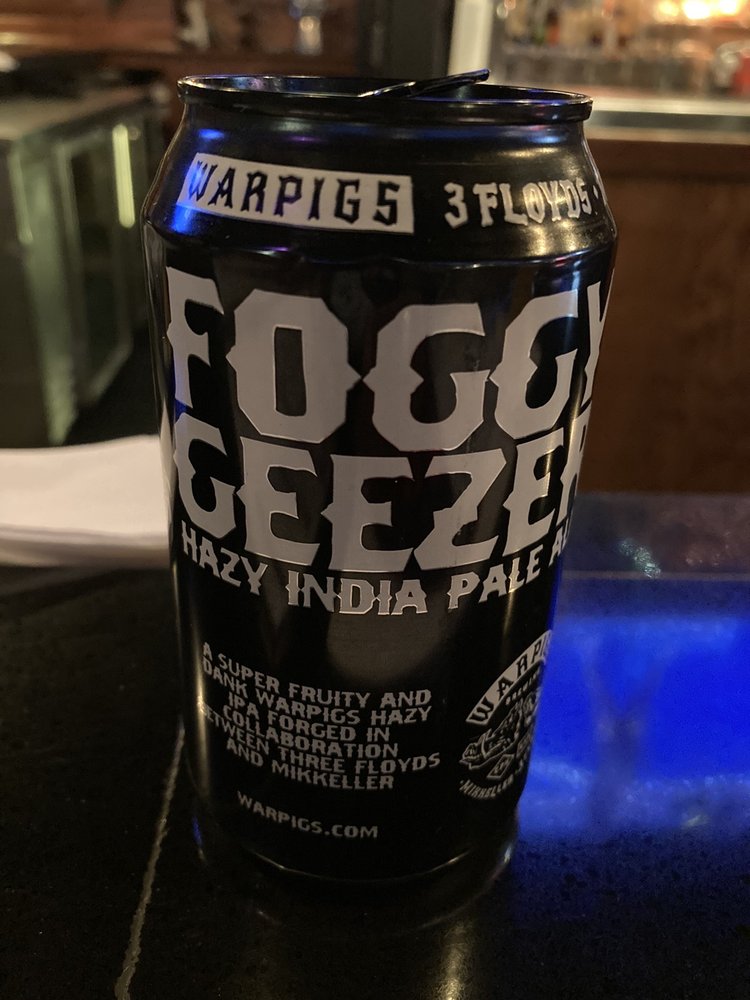 WARPIGS 3 FLOYDS
FOGGY
GEEZER
HAZY INDIA PALE
A SUPER FRUITY AND
DANK WARPIGS HAZY
IPA FORGED IN
COLLABORATION
BETWEEN THREE FLOYDS
AND MIKKELLER
WARPIGS.COM
MIKKELLER